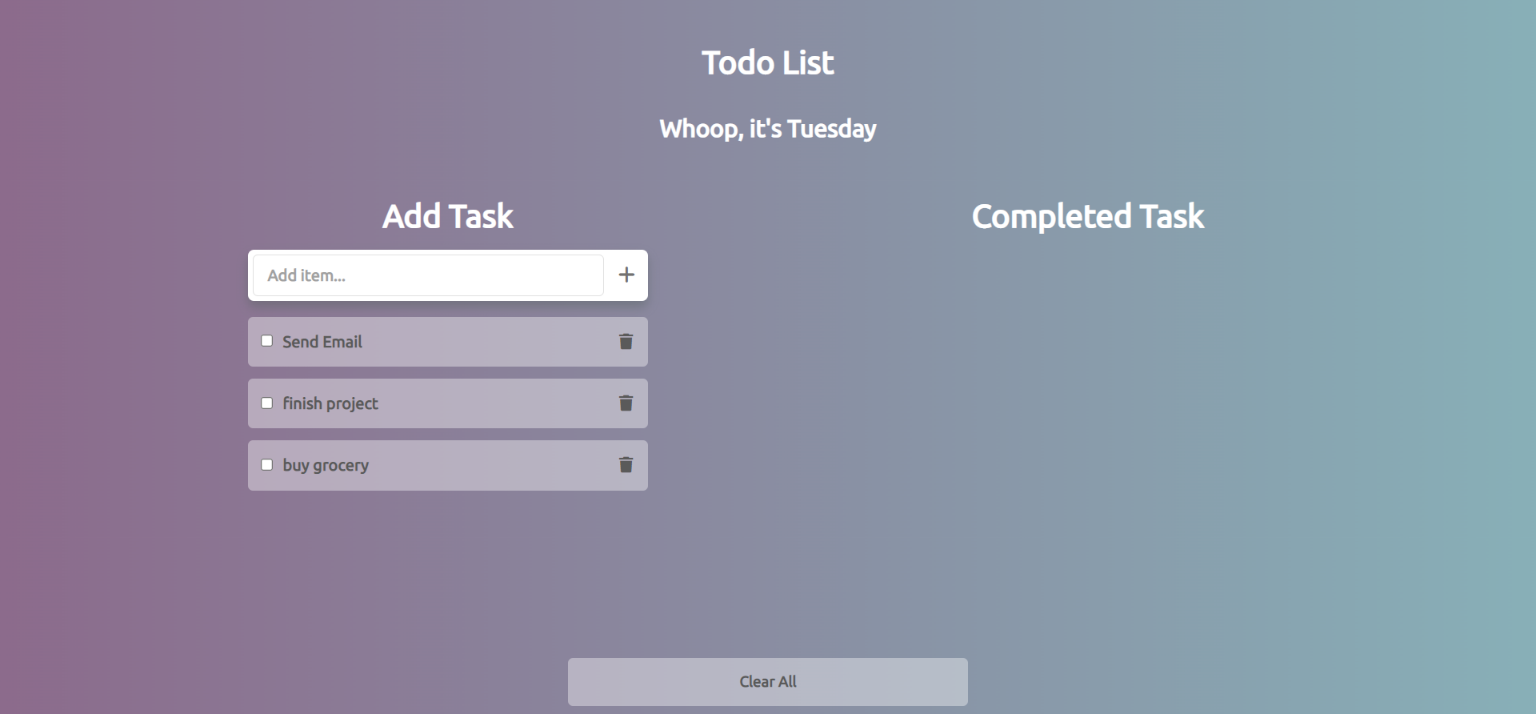 Todo List
Whoop, it's Tuesday
Add Task
Add item...
Send Email
finish project
buy grocery
Completed Task
Clear All